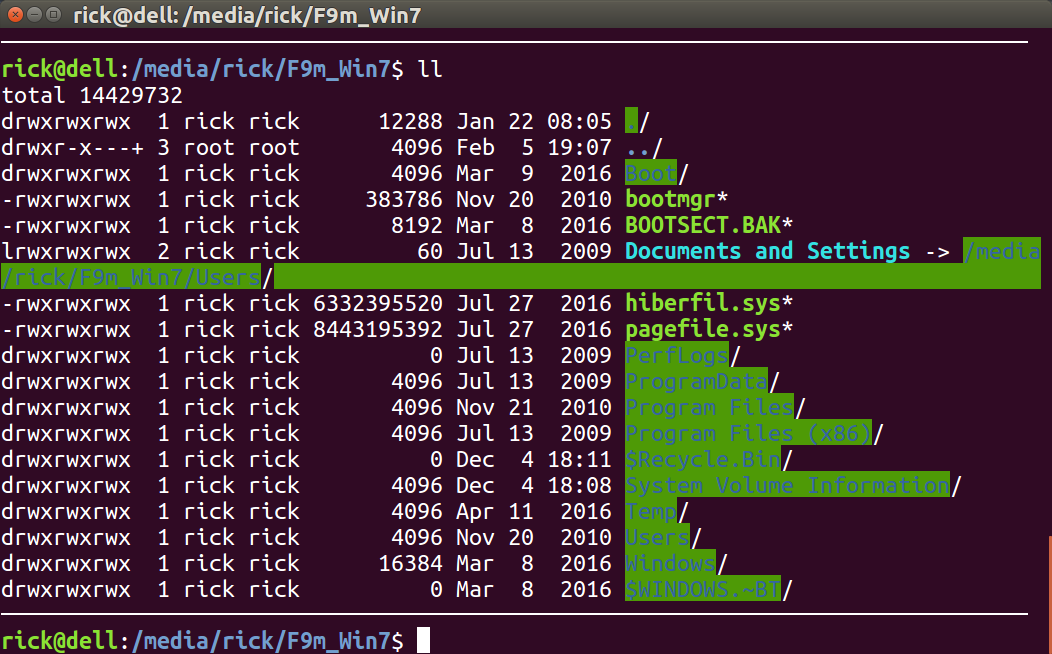 rick@dell: /media/rick/F9m_Win7
rick@dell:/media/rick/F9m_Win7$ ll
total 14429732
drwxrwxrwx  1 rick rick      12288 Jan 22 08:05 ./
drwxr-x---+ 3 root root       4096 Feb  5 19:07 ../
drwxrwxrwx  1 rick rick       4096 Mar  9  2016 Boot/
-rwxrwxrwx  1 rick rick     383786 Nov 20  2010 bootmgr*
-rwxrwxrwx  1 rick rick       8192 Mar  8  2016 BOOTSECT.BAK*
lrwxrwxrwx  2 rick rick         60 Jul 13  2009 Documents and Settings -> /media
/rick/F9m_Win7/Users/
-rwxrwxrwx  1 rick rick 6332395520 Jul 27  2016 hiberfil.sys*
-rwxrwxrwx  1 rick rick 8443195392 Jul 27  2016 pagefile.sys*
drwxrwxrwx  1 rick rick          0 Jul 13  2009 PerfLogs/
drwxrwxrwx  1 rick rick       4096 Jul 13  2009 ProgramData/
drwxrwxrwx  1 rick rick       4096 Nov 21  2010 Program Files/
drwxrwxrwx  1 rick rick       4096 Jul 13  2009 Program Files (x86)/
drwxrwxrwx  1 rick rick          0 Dec  4 18:11 $Recycle.Bin/
drwxrwxrwx  1 rick rick       4096 Dec  4 18:08 System Volume Information/
drwxrwxrwx  1 rick rick       4096 Apr 11  2016 Temp/
drwxrwxrwx  1 rick rick       4096 Nov 20  2010 Users/
drwxrwxrwx  1 rick rick      16384 Mar  8  2016 Windows/
drwxrwxrwx  1 rick rick          0 Mar  8  2016 $WINDOWS.~BT/
rick@dell:/media/rick/F9m_Win7$